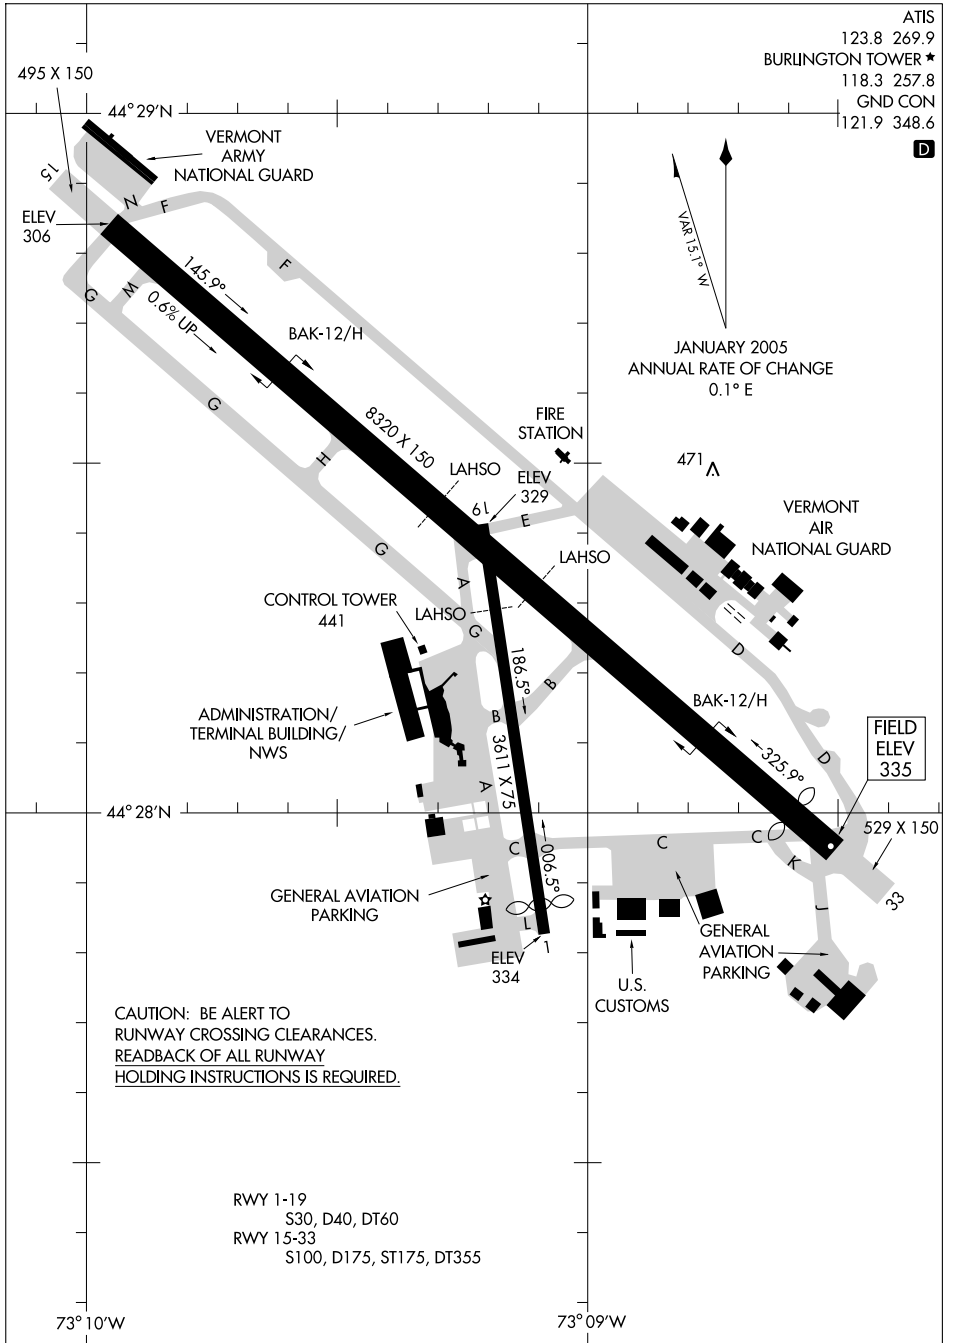 ATIS
123.8 269.9
BURLINGTON TOWER ★
118.3 257.8
GND CON
121.9 348.6
D
495 X 150
44°29'N
VERMONT
ARMY
NATIONAL GUARD
15
N
F
ELEV
306
F
VAR 15.1° W
145.9°
G
W
0.6% UP
BAK-12/H
JANUARY 2005
ANNUAL RATE OF CHANGE
0.1° E
G
8320 X 150
FIRE
STATION
H
LAHSO
471
ELEV
329
19
E
VERMONT
AIR
NATIONAL GUARD
G
LAHSO
A
CONTROL TOWER
441
LAHSO
G
D
186.5°
B
BAK-12/H
ADMINISTRATION/
TERMINAL BUILDING/
NWS
B
FIELD
ELEV
335
3611 X 75
325.9°
D
A
44°28'N
529 X 150
C
006.5°
C
C
K
GENERAL AVIATION
PARKING
33
L
J
1
ELEV
334
GENERAL
AVIATION
PARKING
U.S.
CUSTOMS
CAUTION: BE ALERT TO
RUNWAY CROSSING CLEARANCES.
READBACK OF ALL RUNWAY
HOLDING INSTRUCTIONS IS REQUIRED.
RWY 1-19
S30, D40, DT60
RWY 15-33
S100, D175, ST175, DT355
73°10'W
73°09'W